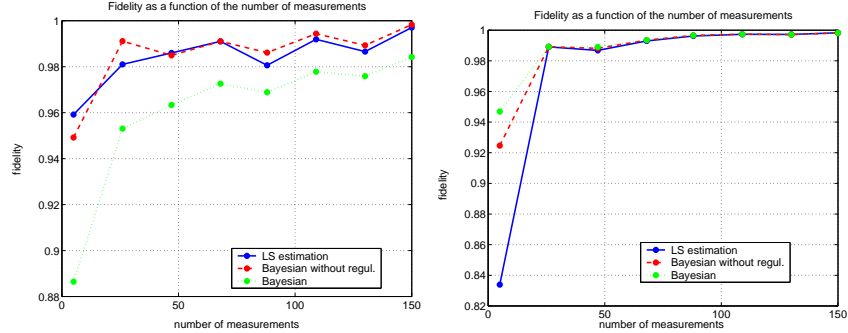 Fidelity as a function of the number of measurements
1
0.98
0.96
0.94
0.92
0.9
0.88
fidelity
0
50
100
150
number of measurements
LS estimation
Bayesian without regul.
Bayesian
Fidelity as a function of the number of measurements
1
0.98
0.96
0.94
0.92
0.9
0.88
0.86
0.84
0.82
fidelity
0
50
100
150
number of measurements
LS estimation
Bayesian without regul.
Bayesian